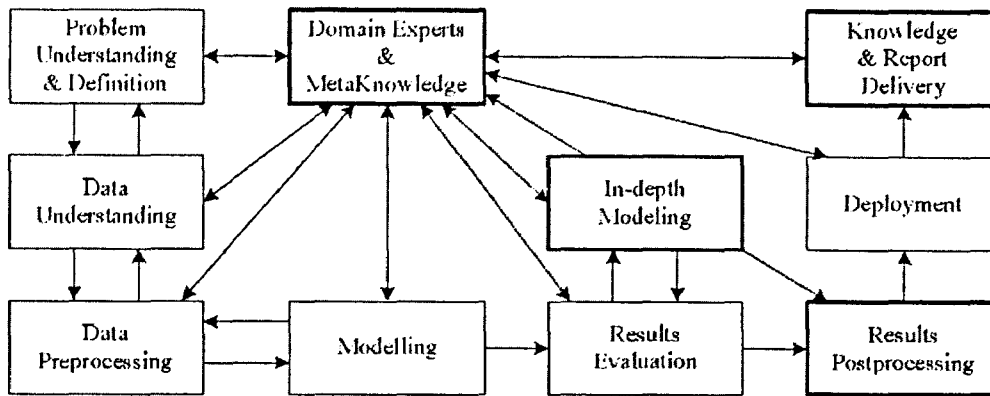 Problem
Understanding
& Definition
Domain Experts
&
MetaKnowledge
Knowledge
& Report
Delivery
Data
Understanding
In-depth
Modeling
Deployment
Data
Preprocessing
Modelling
Results
Evaluation
Results
Postprocessing